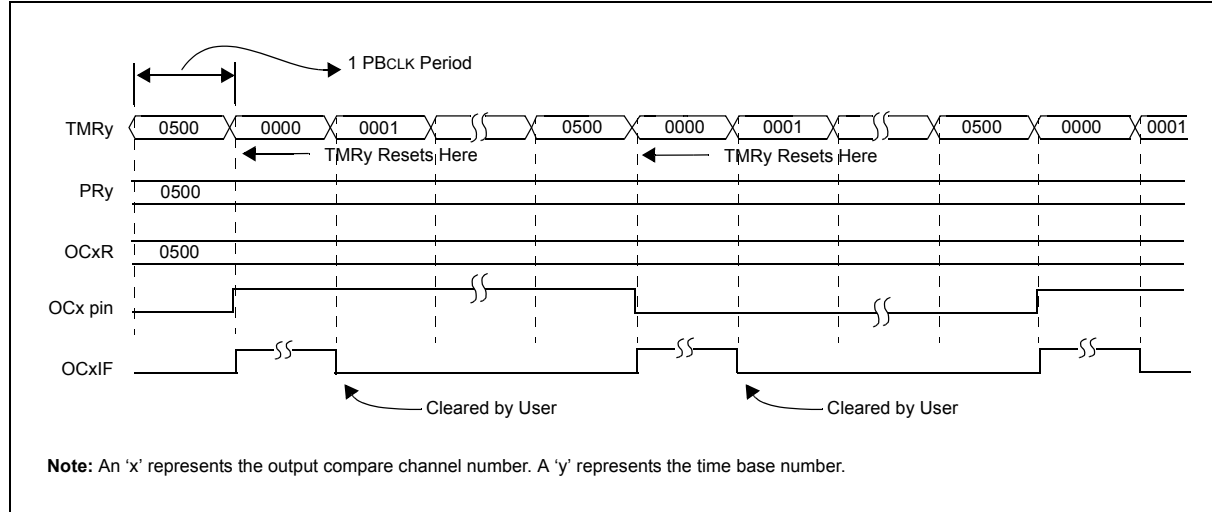 1 PBCLK Period
TMRy 0500 0000 0001 0500 0000 0001 0500 0000 0001
TMRy Resets Here TMRy Resets Here
PRy 0500
OCxR 0500
OCx pin
OCxIF
Cleared by User Cleared by User
Note: An ‘x’ represents the output compare channel number. A ‘y’ represents the time base number.